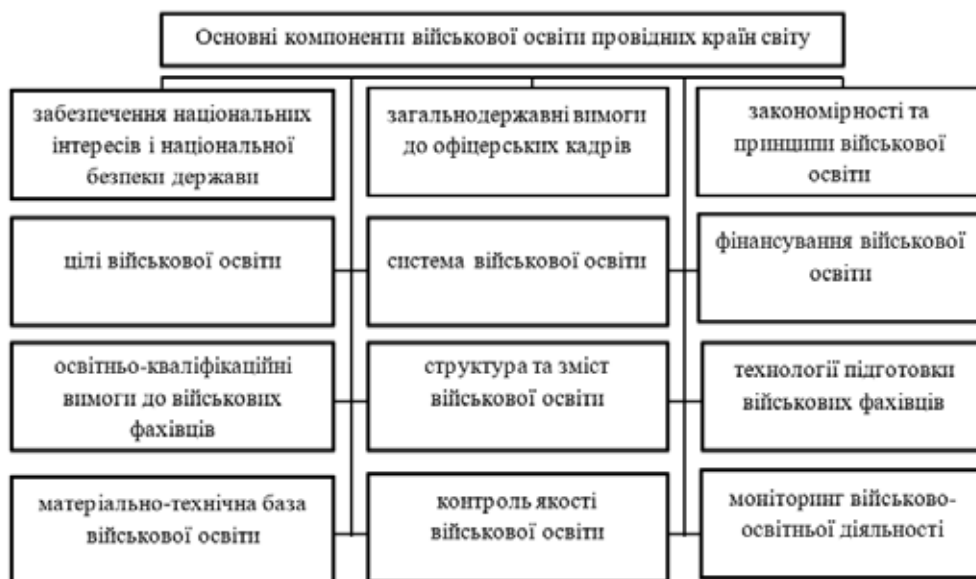 Основні компоненти військової освіти провідних країн світу
забезпечення національних
інтересів і національної
безпеки держави
загальнодержавні вимоги
до офіцерських кадрів
закономірності та
принципи військової
освіти
цілі військової освіти
система військової освіти
фінансування військової
освіти
освітньо-кваліфікаційні
вимоги до військових
фахівців
структура та зміст
військової освіти
технології підготовки
військових фахівців
матеріально-технічна база
військової освіти
контроль якості
військової освіти
моніторинг військово-
освітньої діяльності